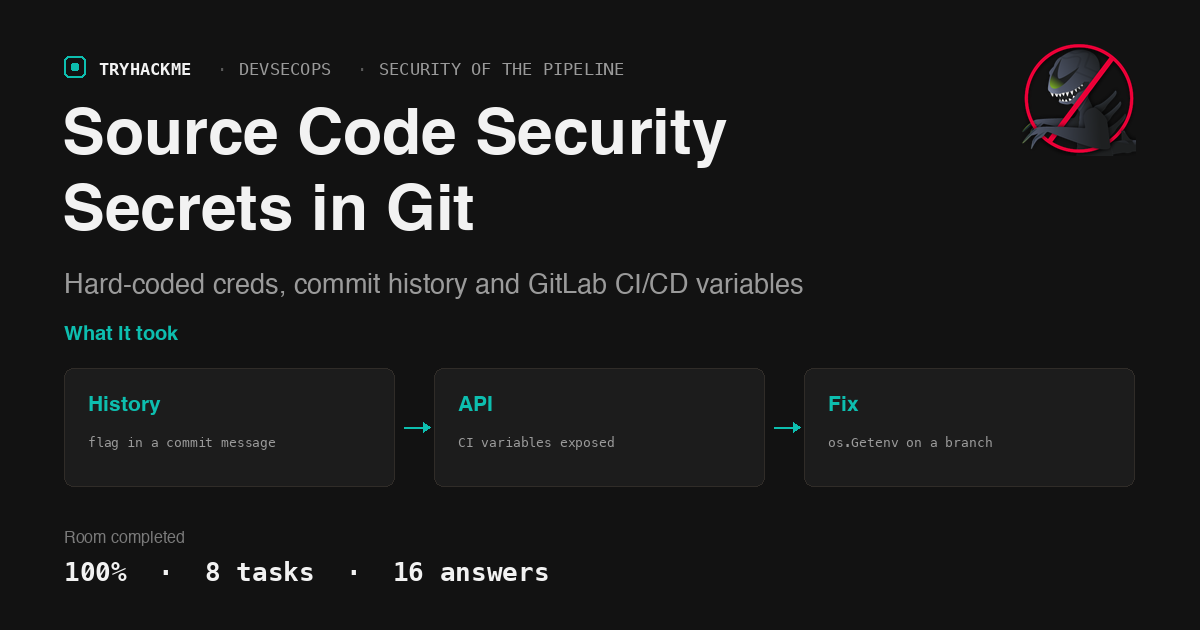 TRYHACKME · DEVSECOPS · SECURITY OF THE PIPELINE
Source Code Security
Secrets in Git
Hard-coded creds, commit history and GitLab CI/CD variables
What it took
History
flag in a commit message
API
CI variables exposed
Fix
os.Getenv on a branch
Room completed
100% · 8 tasks · 16 answers